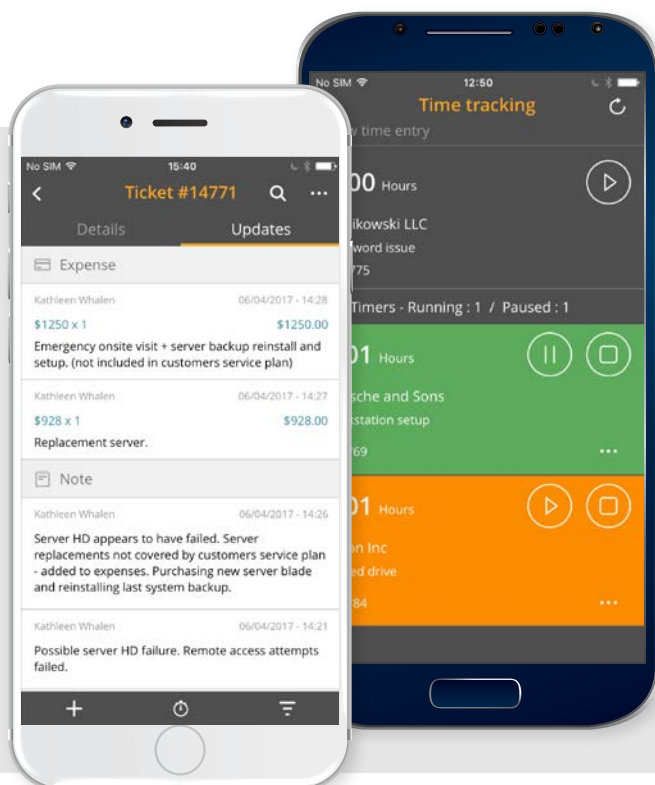 No SIM 15:40
Ticket #14771
Details Updates
Expense
Kathleen Whalen 06/04/2017 - 14:28
$1250 x 1 $1250.00
Emergency onsite visit + server backup reinstall and
setup. (not included in customers service plan)
Kathleen Whalen 06/04/2017 - 14:27
$928 x 1 $928.00
Replacement server.
Note
Kathleen Whalen 06/04/2017 - 14:26
Server HD appears to have failed. Server
replacements not covered by customers service plan
- added to expenses. Purchasing new server blade
and reinstalling last system backup.
Kathleen Whalen 06/04/2017 - 14:21
Possible server HD failure. Remote access attempts
failed.
No SIM 12:50
Time tracking
time entry
00 Hours
ikowski LLC
word issue
775
Timers - Running : 1 / Paused : 1
01 Hours
sche and Sons
kstation setup
769
01 Hours
on Inc
ed drive
784